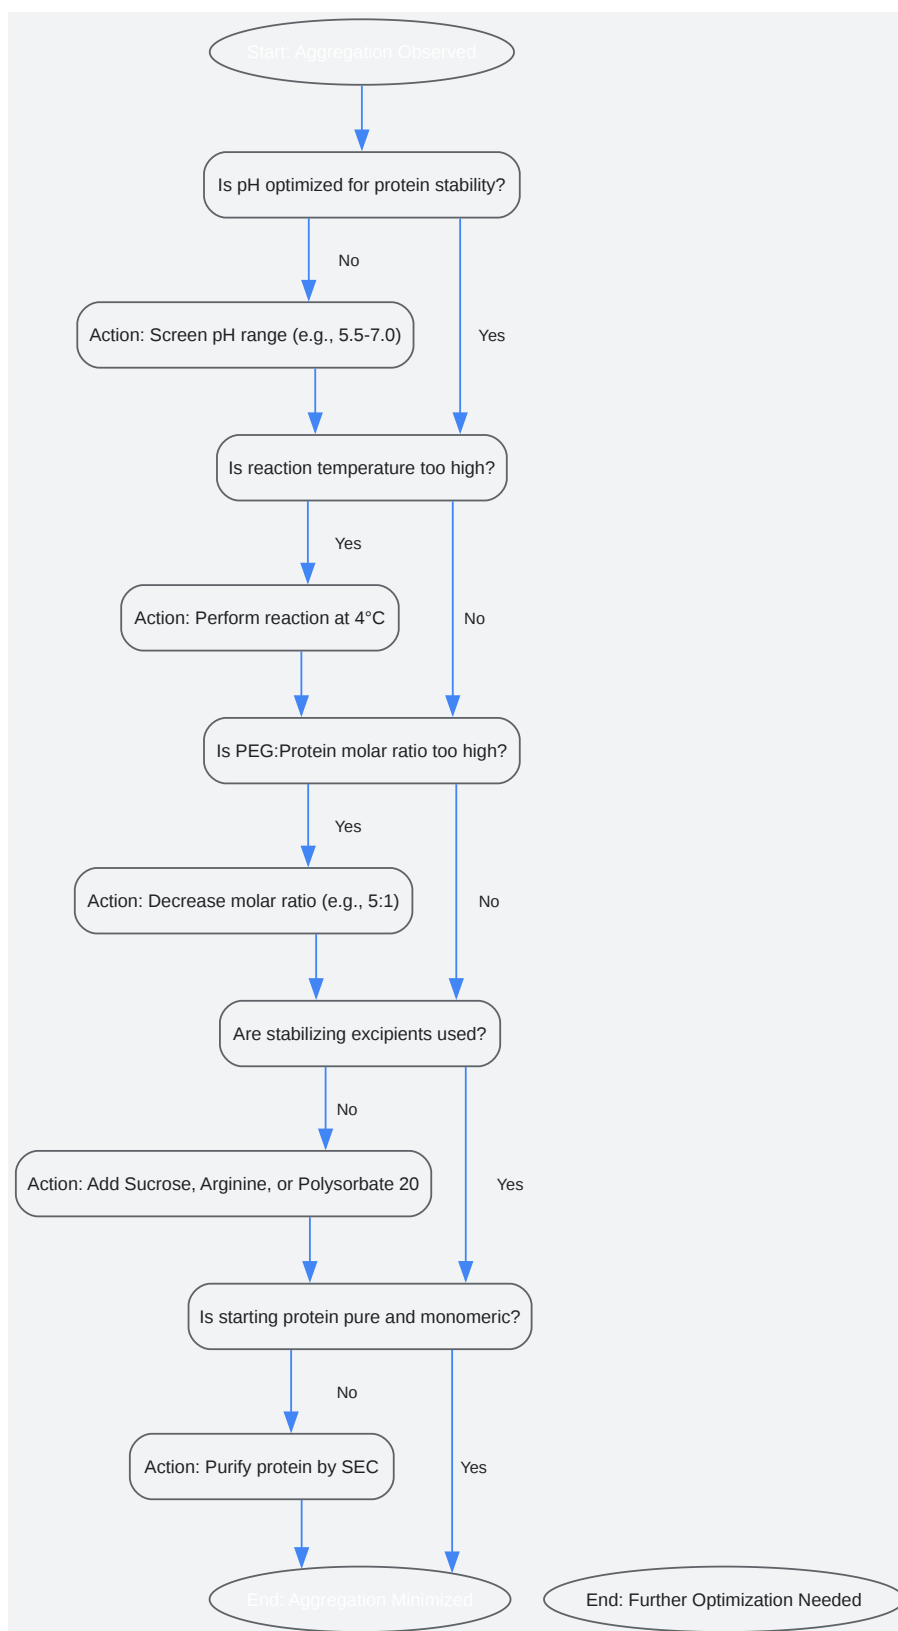 Start: Aggregation Observed
Is pH optimized for protein stability?
No
Action: Screen pH range (e.g., 5.5-7.0)
Yes
Is reaction temperature too high?
Yes
Action: Perform reaction at 4°C
No
Is PEG:Protein molar ratio too high?
Yes
Action: Decrease molar ratio (e.g., 5:1)
No
Are stabilizing excipients used?
No
Action: Add Sucrose, Arginine, or Polysorbate 20
Yes
Is starting protein pure and monomeric?
No
Action: Purify protein by SEC
Yes
End: Aggregation Minimized
End: Further Optimization Needed